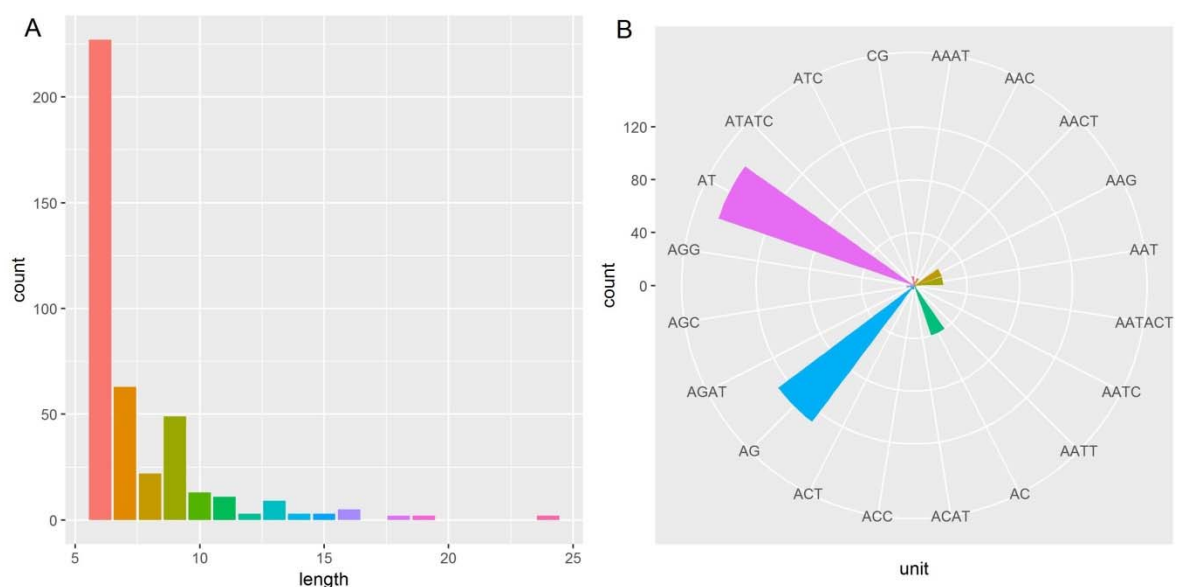 A
count
200
150
100
50
0
5 10 15 20 25
length
B
count
120
80
40
0
CG AAAT
ATC AAC
ATATC AACT
AT AAG
AGG AAT
AGC AATACT
AGAT AATC
AG AATT
ACT AC
ACC ACAT
unit